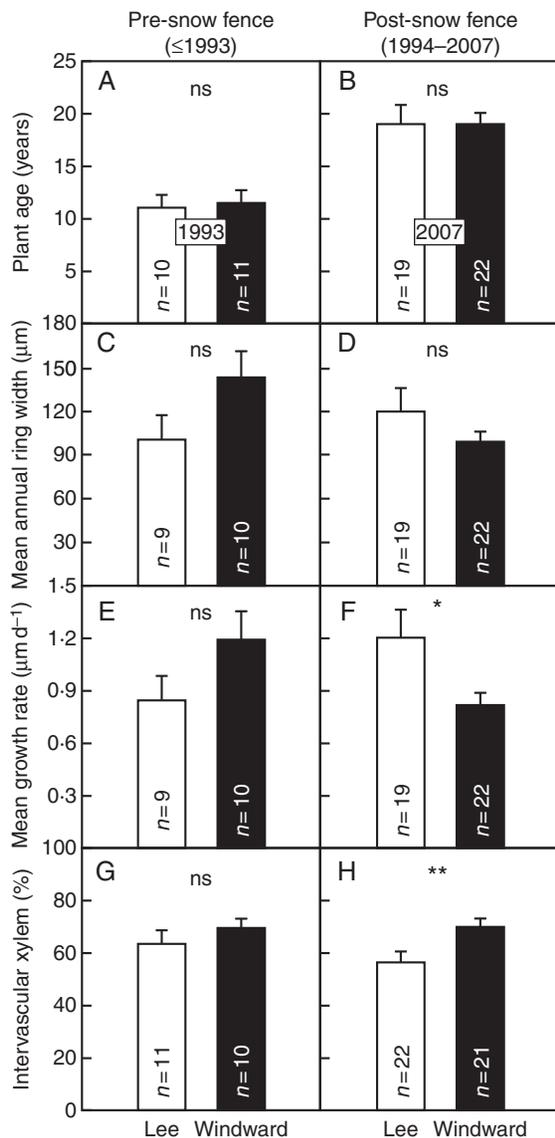 Pre-snow fence
(≤1993)
Post-snow fence
(1994–2007)
Plant age (years)
25
20
15
10
5
A
ns
1993
n=10
n=11
B
ns
2007
n=19
n=22
Mean annual ring width (μm)
180
150
120
90
60
30
C
ns
n=9
n=10
D
ns
n=19
n=22
Mean growth rate (μm d–1)
1·5
1·2
0·9
0·6
0·3
E
ns
n=9
n=10
F
*
n=19
n=22
Intervascular xylem (%)
100
80
60
40
20
0
G
ns
n=11
n=10
H
**
n=22
n=21
Lee Windward
Lee Windward